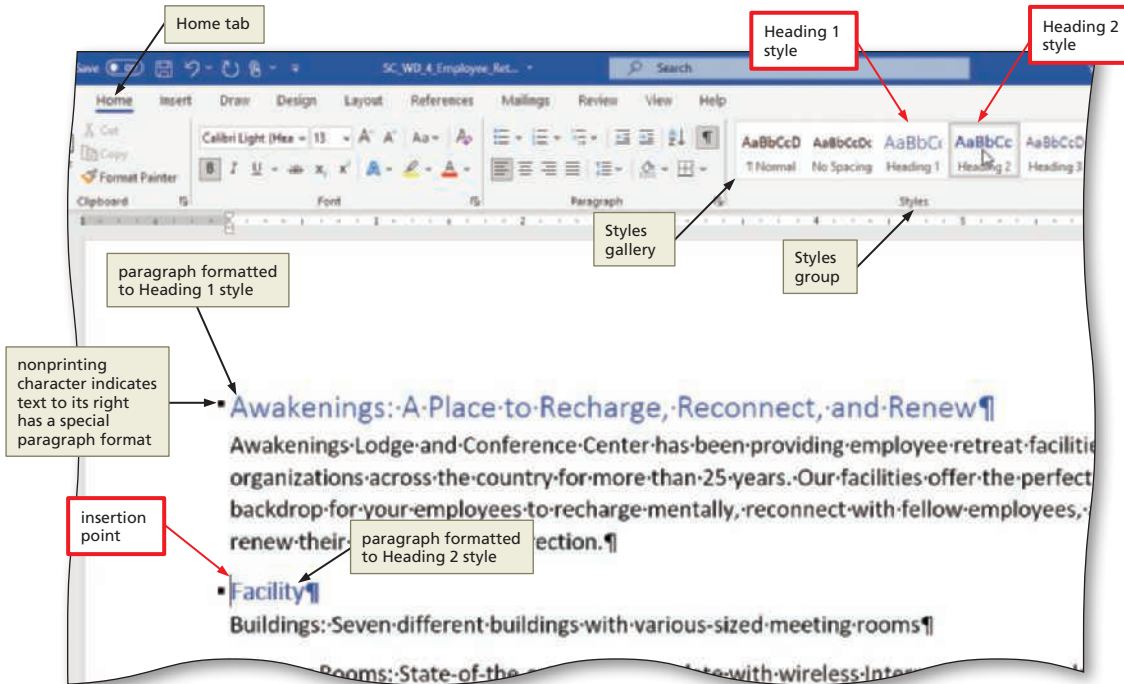 Home tab
Heading 1
style
Heading 2
style
Save
SC_WD_4_Employee_Ret...
Search
Home Insert Draw Design Layout References Mailings Review View Help
Cut
Copy
Format Painter
Calibri Light (Hea 13 A A Aa A
B I U ab x x A A
AaBbCcD AaBbCcDc AaBbCc AaBbCc AaBbCcD
¶ Normal No Spacing Heading 1 Heading 2 Heading 3
Clipboard Font Paragraph Styles
Styles
gallery
Styles
group
paragraph formatted
to Heading 1 style
nonprinting
character indicates
text to its right
has a special
paragraph format
Awakenings:·A·Place·to·Recharge,·Reconnect,·and·Renew¶
Awakenings·Lodge·and·Conference·Center·has·been·providing·employee·retreat·facilitie
organizations·across·the·country·for·more·than·25·years.·Our·facilities·offer·the·perfect
backdrop·for·your·employees·to·recharge·mentally,·reconnect·with·fellow·employees,·
renew·their rection.¶
insertion
point
paragraph formatted
to Heading 2 style
Facility¶
Buildings:·Seven·different·buildings·with·various-sized·meeting·rooms¶
Rooms:·State-of-the with·wireless·Inter